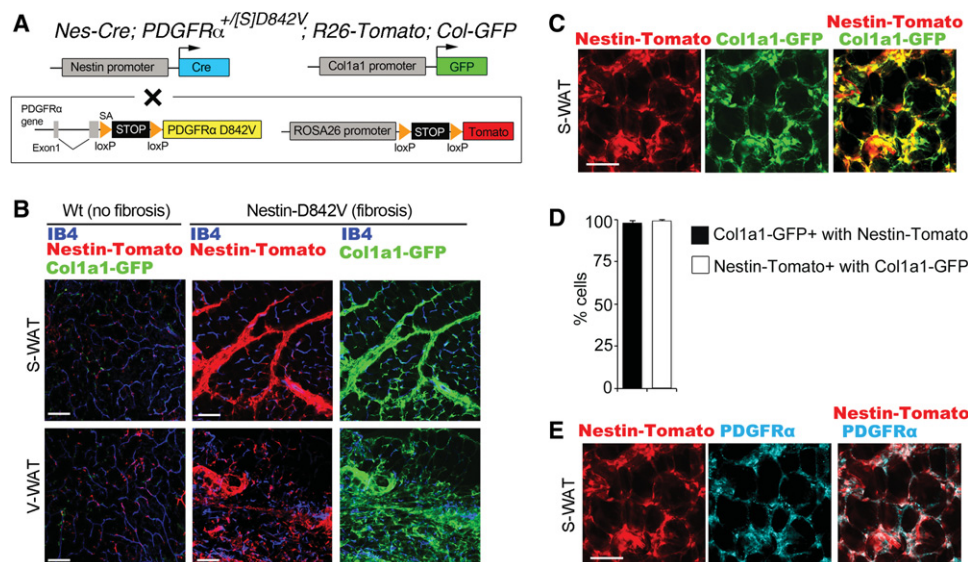 A
Nes-Cre; PDGFRα+/[S]D842V; R26-Tomato; Col-GFP
Nestin promoter
Cre
Col1a1 promoter
GFP
PDGFRα
gene
SA
STOP
PDGFRα D842V
Exon1
loxP
loxP
ROSA26 promoter
STOP
Tomato
loxP
loxP
B
Wt (no fibrosis)
Nestin-D842V (fibrosis)
IB4
Nestin-Tomato
Col1a1-GFP
IB4
Nestin-Tomato
IB4
Col1a1-GFP
S-WAT
V-WAT
C
Nestin-Tomato
Col1a1-GFP
Nestin-Tomato
Col1a1-GFP
S-WAT
D
% cells
100
75
50
25
0
Col1a1-GFP+ with Nestin-Tomato
Nestin-Tomato+ with Col1a1-GFP
E
Nestin-Tomato
PDGFRα
Nestin-Tomato
PDGFRα
S-WAT